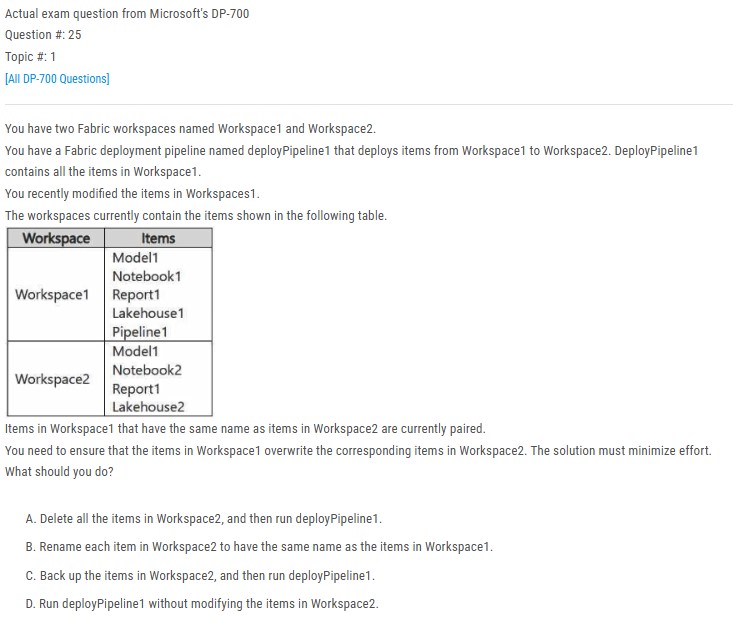 Actual exam question from Microsoft's DP-700
Question #: 25
Topic #: 1
[All DP-700 Questions]
You have two Fabric workspaces named Workspace1 and Workspace2.
You have a Fabric deployment pipeline named deployPipeline1 that deploys items from Workspace1 to Workspace2. DeployPipeline1
contains all the items in Workspace1.
You recently modified the items in Workspaces1.
The workspaces currently contain the items shown in the following table.
Workspace Items
Workspace1
Model1
Notebook1
Report1
Lakehouse1
Pipeline1
Workspace2
Model1
Notebook2
Report1
Lakehouse2
Items in Workspace1 that have the same name as items in Workspace2 are currently paired.
You need to ensure that the items in Workspace1 overwrite the corresponding items in Workspace2. The solution must minimize effort.
What should you do?
A. Delete all the items in Workspace2, and then run deployPipeline1.
B. Rename each item in Workspace2 to have the same name as the items in Workspace1.
C. Back up the items in Workspace2, and then run deployPipeline1.
D. Run deployPipeline1 without modifying the items in Workspace2.